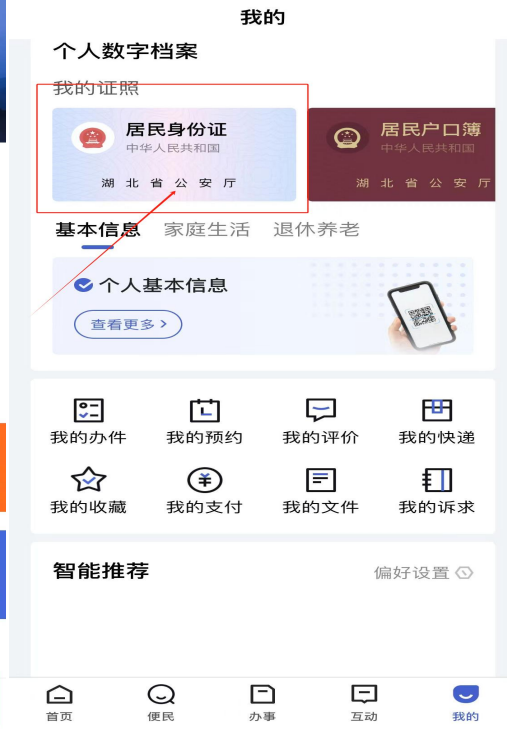 我的
个人数字档案
我的证照
居民身份证
中华人民共和国
湖北省公安厅
居民户口簿
中华人民共和国
湖北省公安厅
基本信息 家庭生活 退休养老
个人基本信息
查看更多>
我的办件 我的预约 我的评价 我的快递
我的收藏 我的支付 我的文件 我的诉求
智能推荐 偏好设置
首页 便民 办事 互动 我的